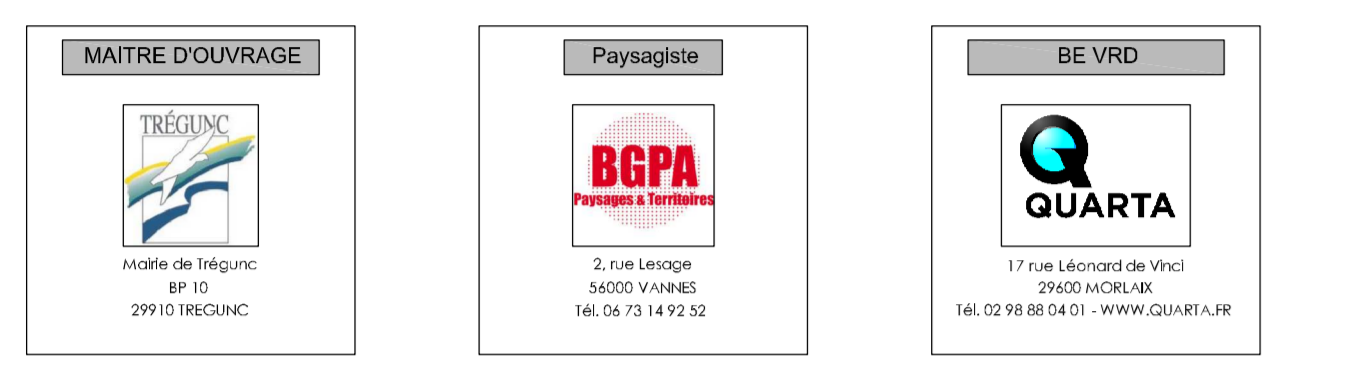 MAITRE D'OUVRAGE
TRÉGUNC
Mairie de Trégunc
BP 10
29910 TREGUNC
Paysagiste
BGPA
Paysages & Territoires
2, rue Lesage
56000 VANNES
Tél. 06 73 14 92 52
BE VRD
QUARTA
17 rue Léonard de Vinci
29600 MORLAIX
Tél. 02 98 88 04 01 - WWW.QUARTA.FR